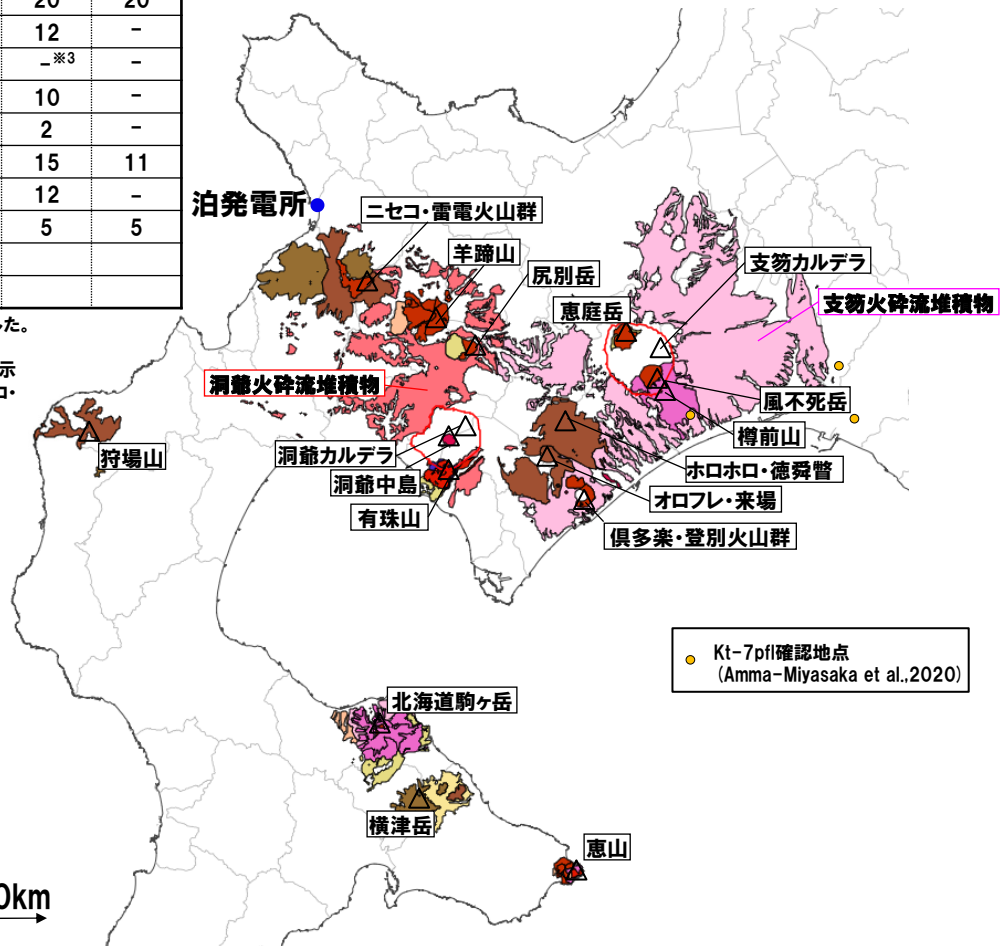 20 20
12 -
-※3 -
10 -
2 -
15 11
12 -
5 5
した。
示
コ・
泊発電所
ニセコ・雷電火山群
羊蹄山
尻別岳
恵庭岳
支笏カルデラ
支笏火砕流堆積物
洞爺火砕流堆積物
風不死岳
樽前山
狩場山
洞爺カルデラ
洞爺中島
有珠山
ホロホロ・徳舜瞥
オロフレ・来場
倶多楽・登別火山群
Kt-7pfl確認地点
(Amma-Miyasaka et al.,2020)
北海道駒ヶ岳
横津岳
恵山
0km